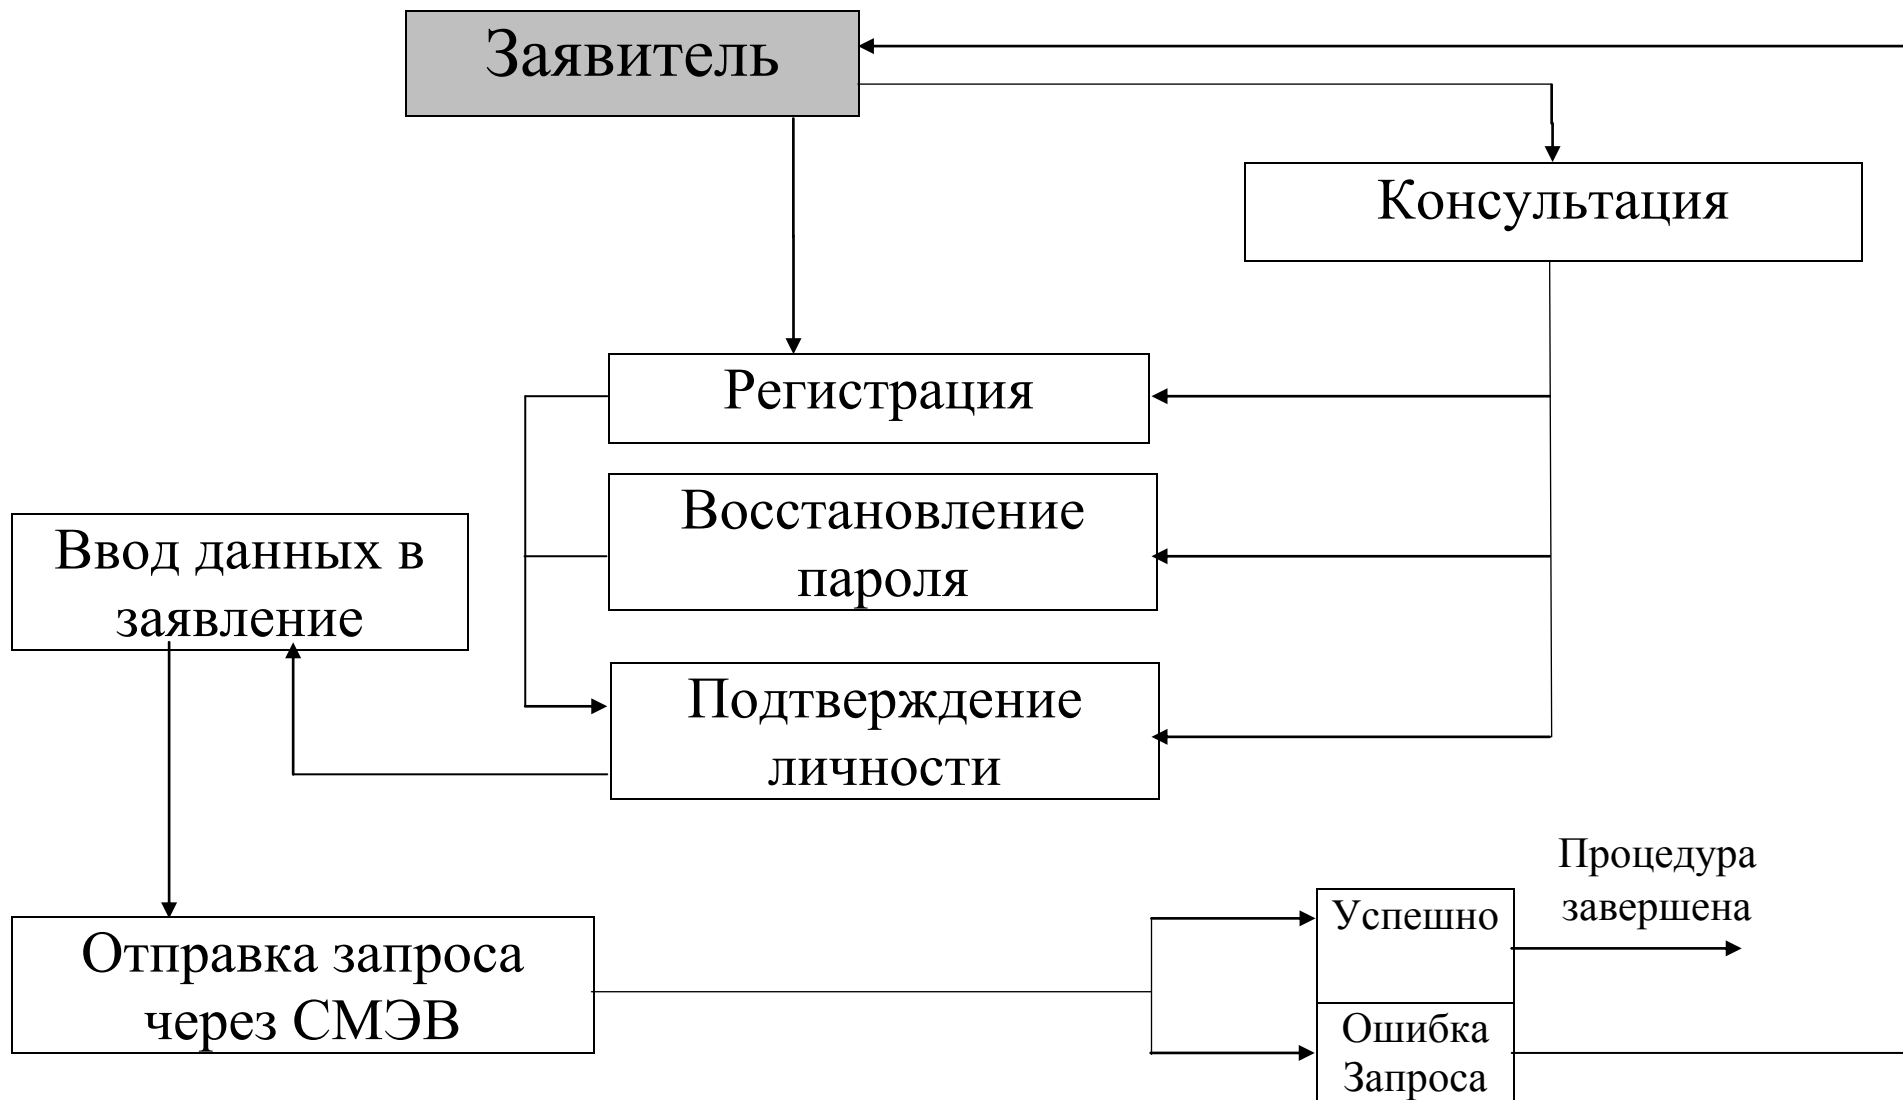 Заявитель
Консультация
Регистрация
Восстановление
пароля
Ввод данных в
заявление
Подтверждение
личности
Процедура
завершена
Успешно
Отправка запроса
через СМЭВ
Ошибка
Запроса